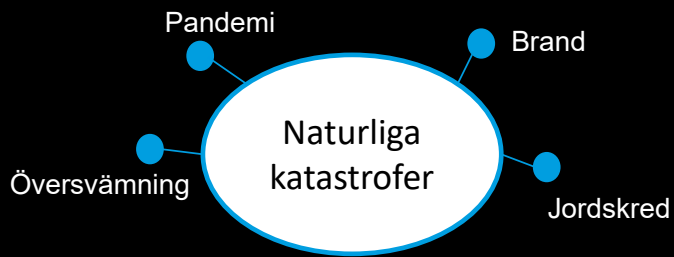 Pandemi
Brand
Naturliga
katastrofer
Översvämning
Jordskred